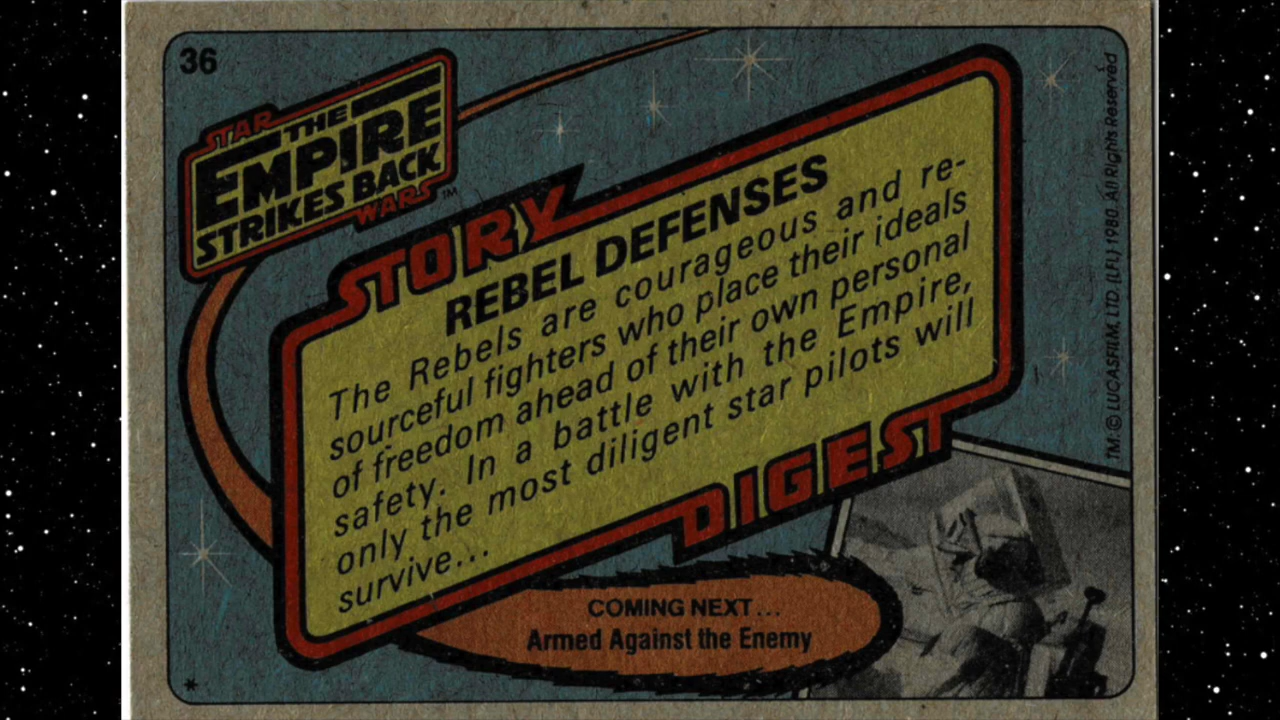 36
STAR
THE
EMPIRE
STRIKES BACK
WARS™
STORY
REBEL DEFENSES
The Rebels are courageous and re-
sourceful fighters who place their ideals
of freedom ahead of their own personal
safety. In a battle with the Empire,
only the most diligent star pilots will
survive...
DIGEST
COMING NEXT...
Armed Against the Enemy
*
TM: © LUCASFILM, LTD. (LFL) 1980. All Rights Reserved